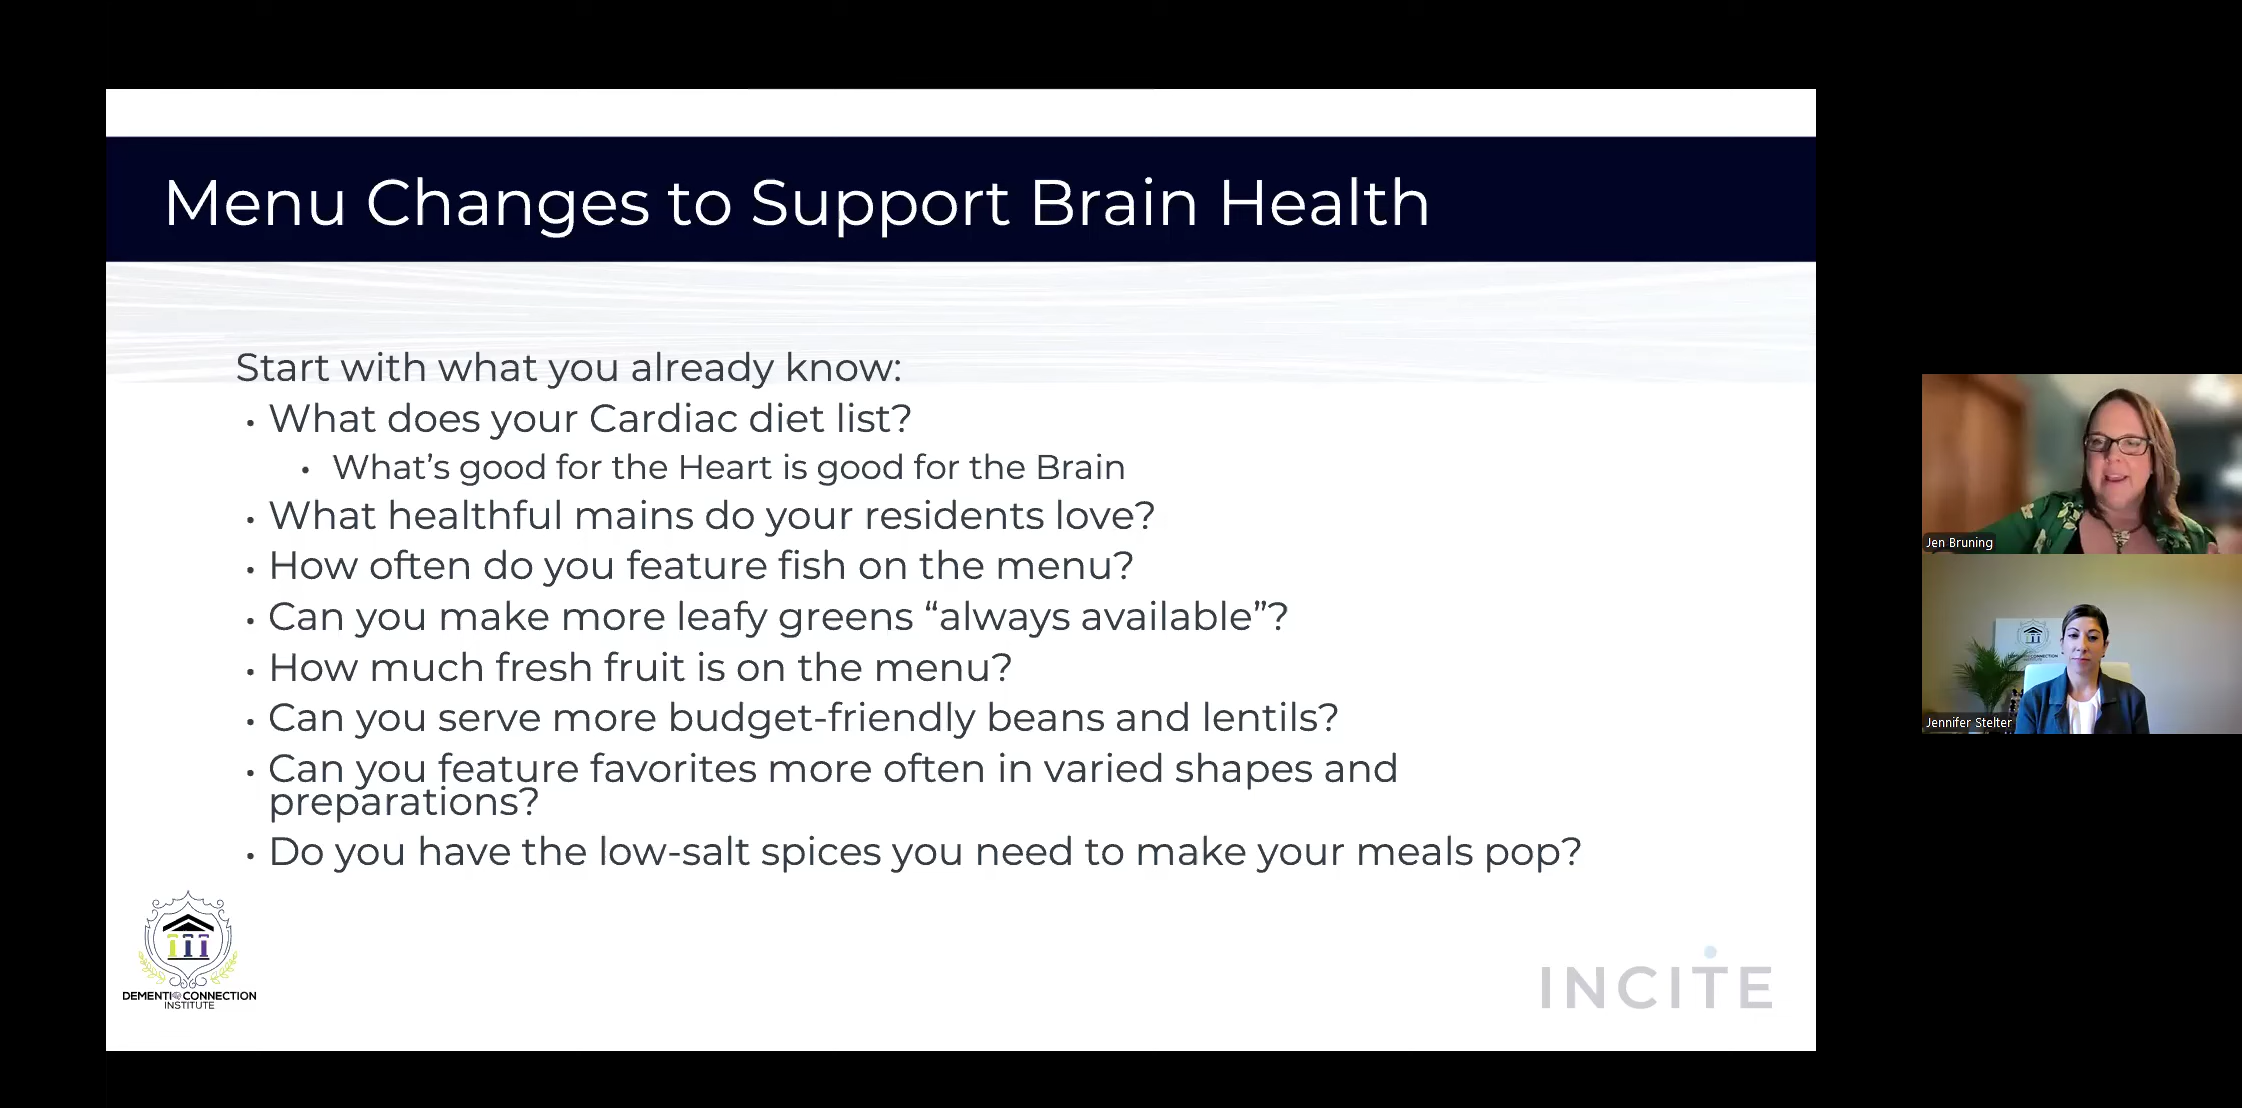 Menu Changes to Support Brain Health
Start with what you already know:
• What does your Cardiac diet list?
• What's good for the Heart is good for the Brain
• What healthful mains do your residents love?
• How often do you feature fish on the menu?
• Can you make more leafy greens “always available”?
• How much fresh fruit is on the menu?
• Can you serve more budget-friendly beans and lentils?
• Can you feature favorites more often in varied shapes and
preparations?
• Do you have the low-salt spices you need to make your meals pop?
DEMENTIA CONNECTION
INSTITUTE
INCITE
Jen Bruning
Jennifer Stelter